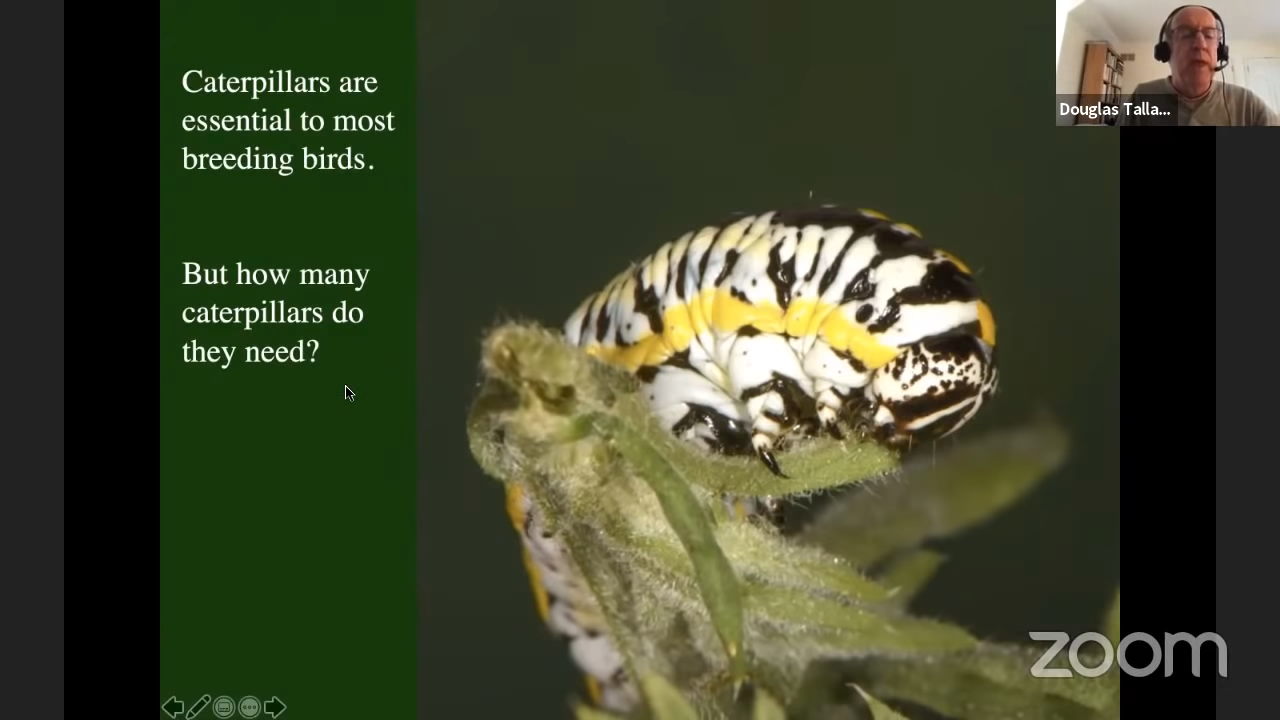 Caterpillars are
essential to most
breeding birds.
But how many
caterpillars do
they need?
Douglas Talla...
zoom